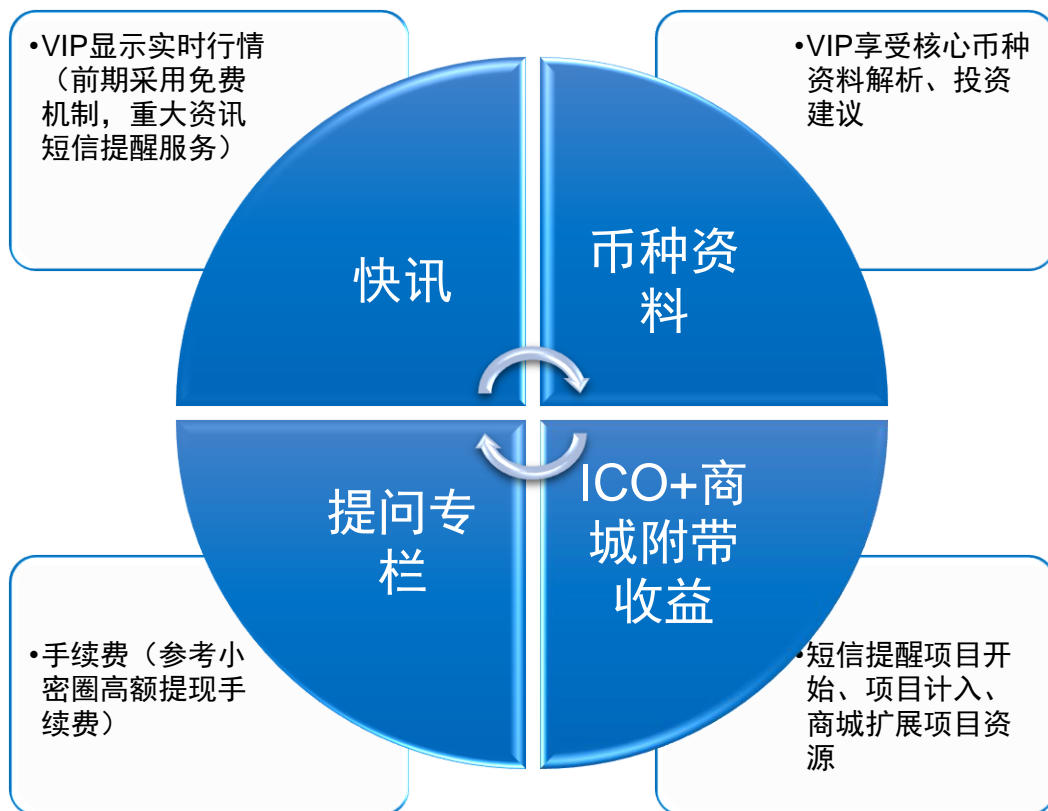 •VIP显示实时行情
（前期采用免费
机制，重大资讯
短信提醒服务）
•VIP享受核心币种
资料解析、投资
建议
快讯
币种资
料
提问专
栏
ICO+商
城附带
收益
•手续费（参考小
密圈高额提现手
续费）
•短信提醒项目开
始、项目计入、
商城扩展项目资
源